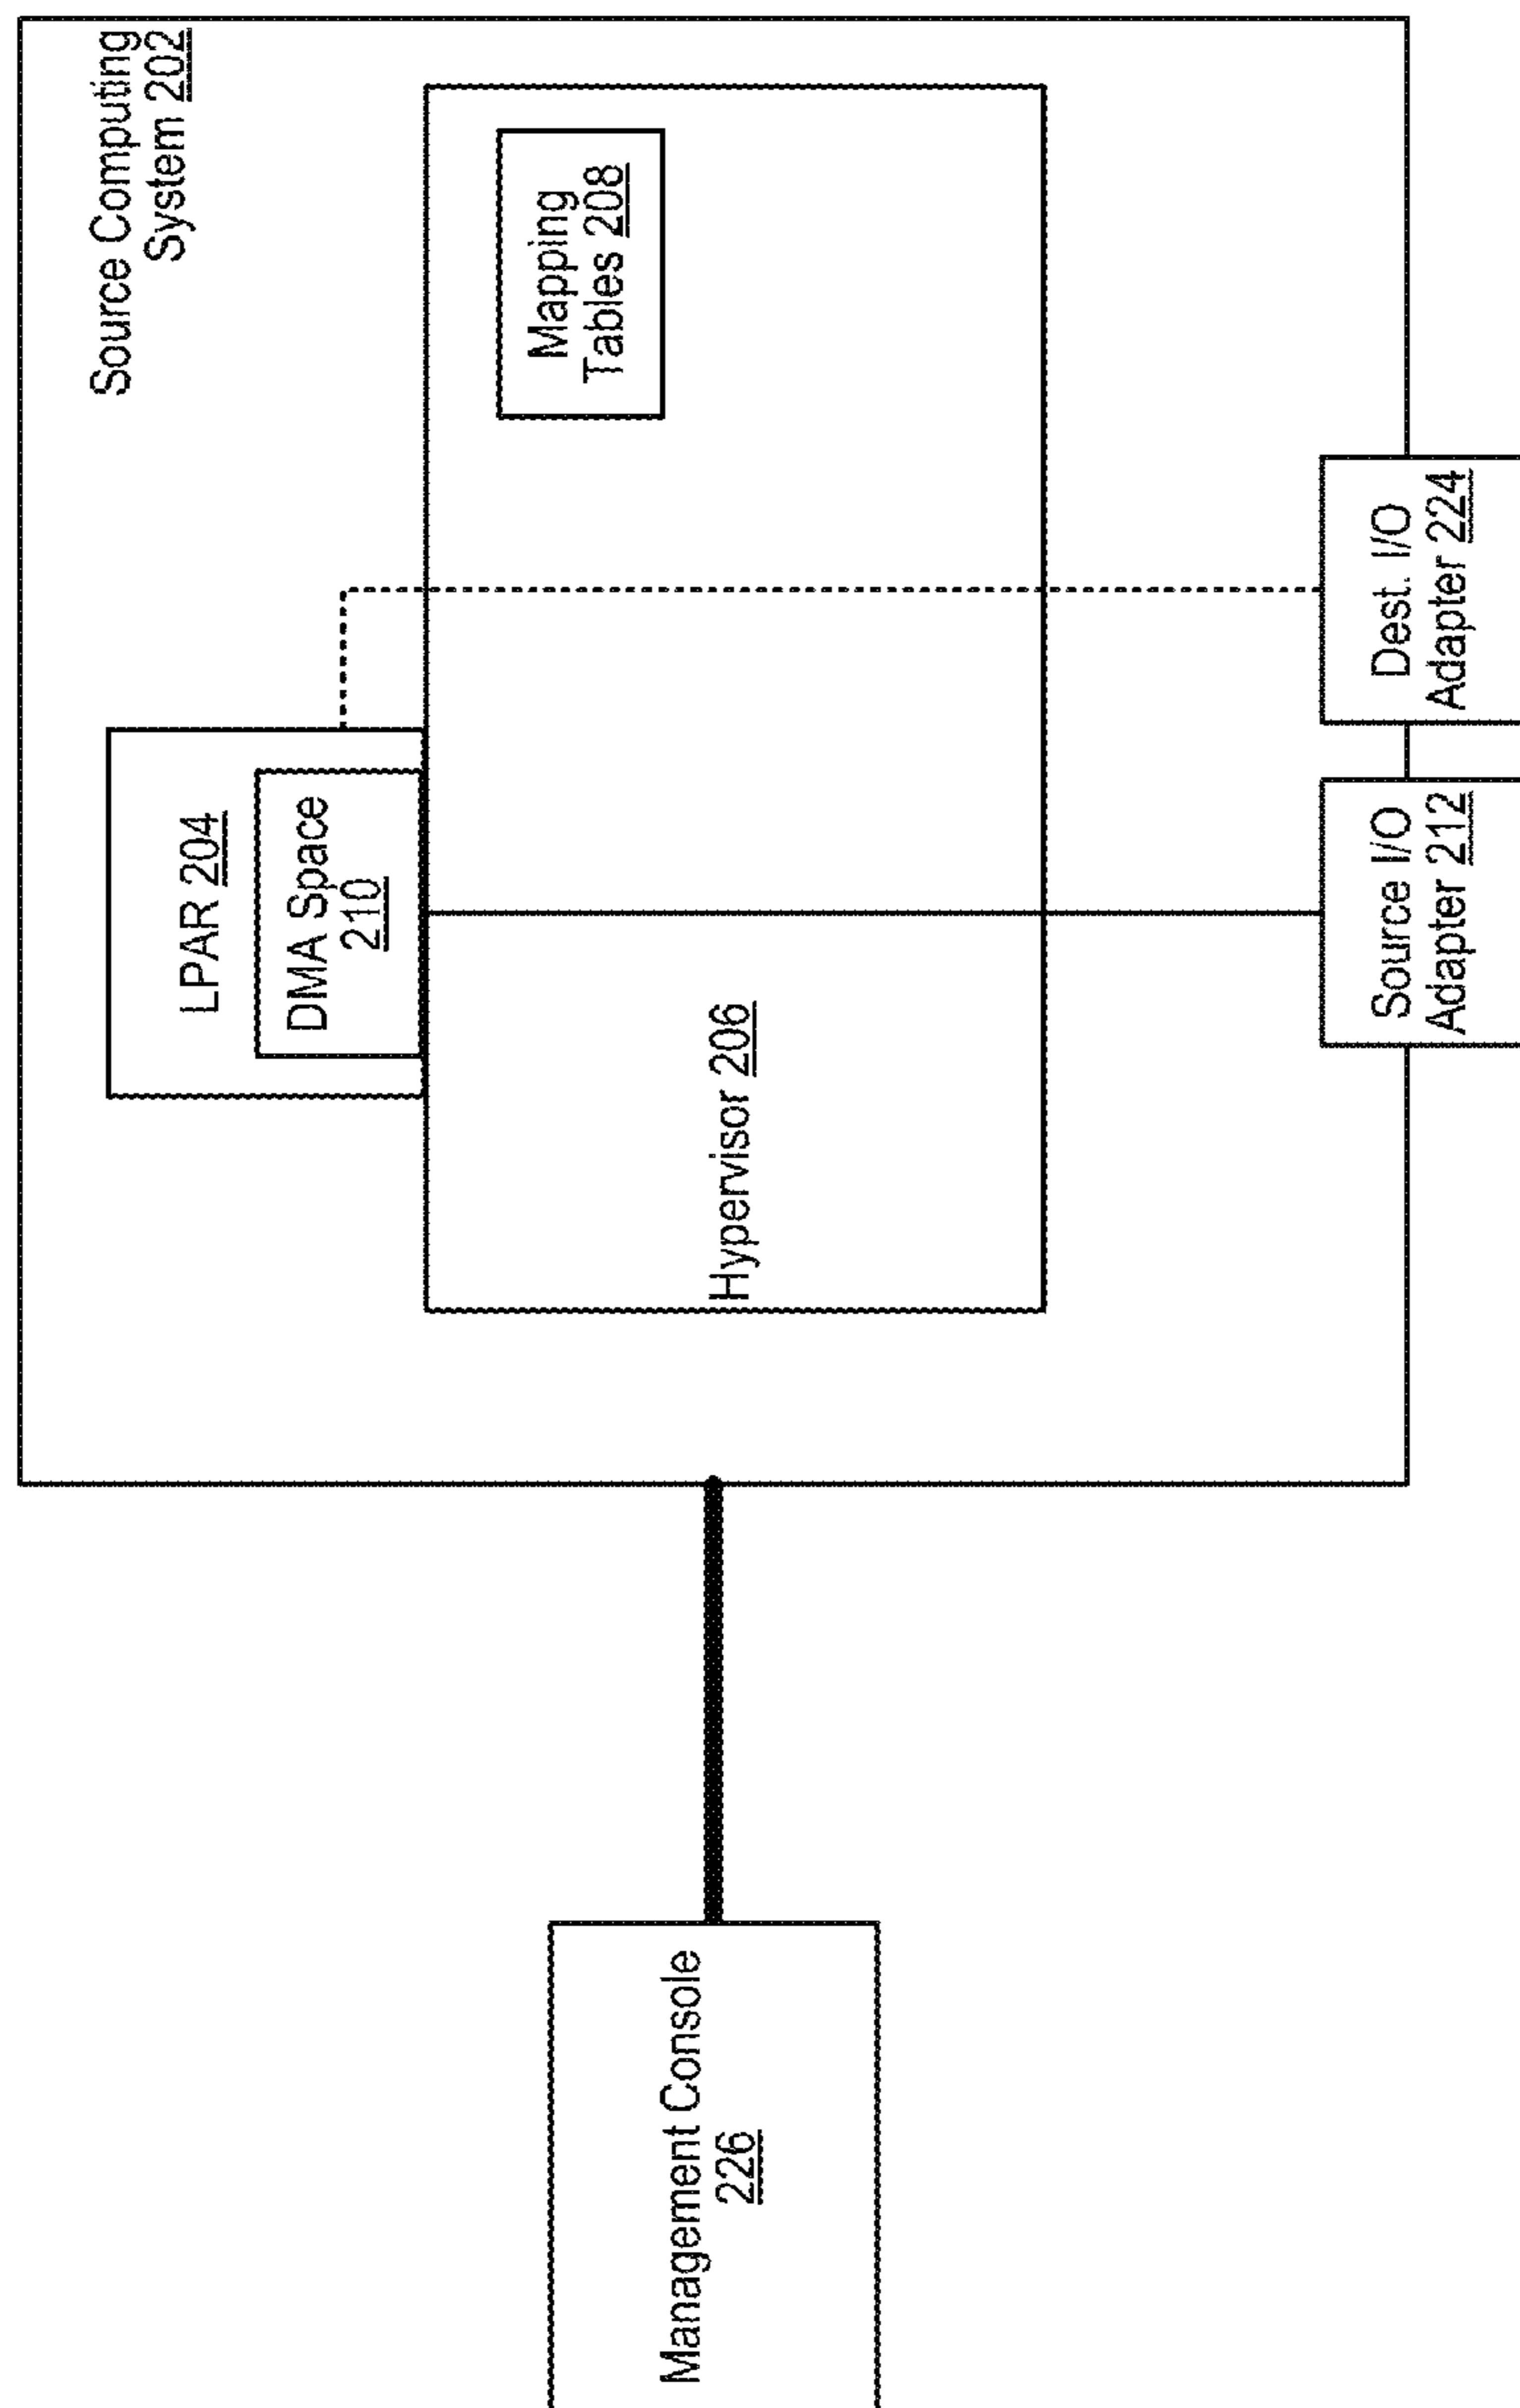 Source Computing
System 202
LPAR 204
DMA Space
210
Mapping
Tables 208
Hypervisor 206
Management Console
226
Source I/O
Adapter 212
Dest. I/O
Adapter 224